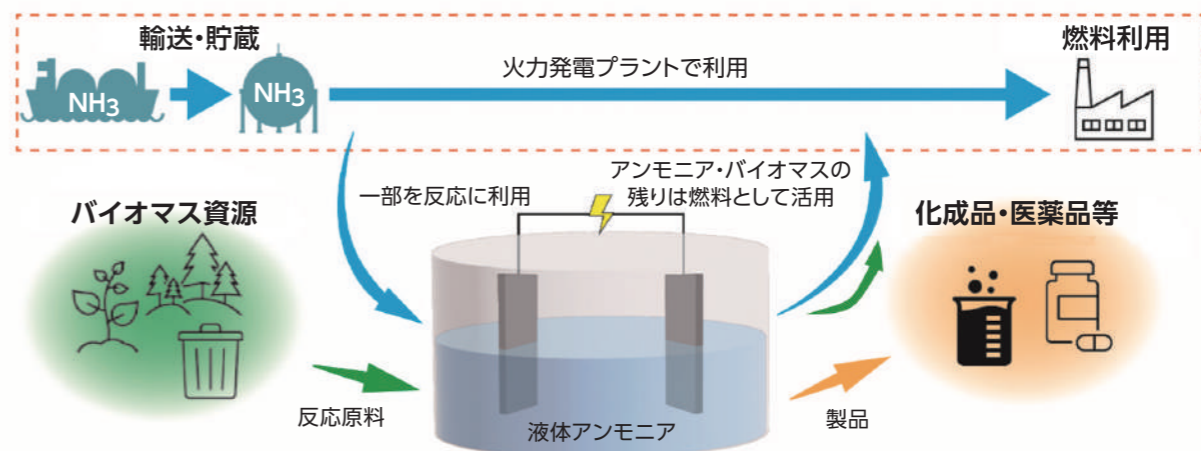 輸送・貯蔵
燃料利用
火力発電プラントで利用
NH3
NH3
一部を反応に利用
アンモニア・バイオマスの
残りは燃料として活用
バイオマス資源
化成品・医薬品等
反応原料
液体アンモニア
製品